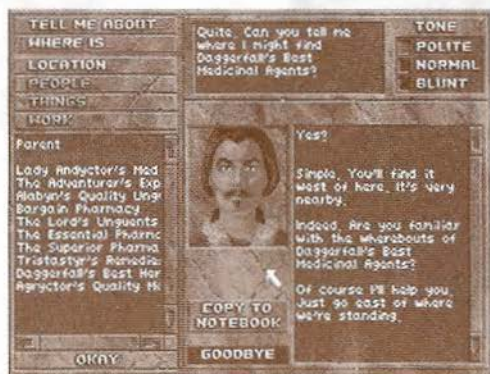 TELL ME ABOUT
WHERE IS
LOCATION
PEOPLE
THINGS
WORK
Parent
Lady Andyctor's Med
The Adventurer's Exp
Alabyn's Quality Ungu
Bargain Pharmacy
The Lord's Unguents
The Essential Pharmc
The Superior Pharma
Tristastyr's Remedies
Daggerfall's Best Her
Agryctor's Quality Me
OKAY
Quite. Can you tell me
where I might find
Daggerfall's Best
Medicinal Agents?
TONE
POLITE
NORMAL
BLUNT
COPY TO
NOTEBOOK
GOODBYE
Yes?
Simple. You'll find it
west of here. It's very
nearby.
Indeed. Are you familiar
with the whereabouts of
Daggerfall's Best
Medicinal Agents?
Of course I'll help you.
Just go east of where
we're standing.